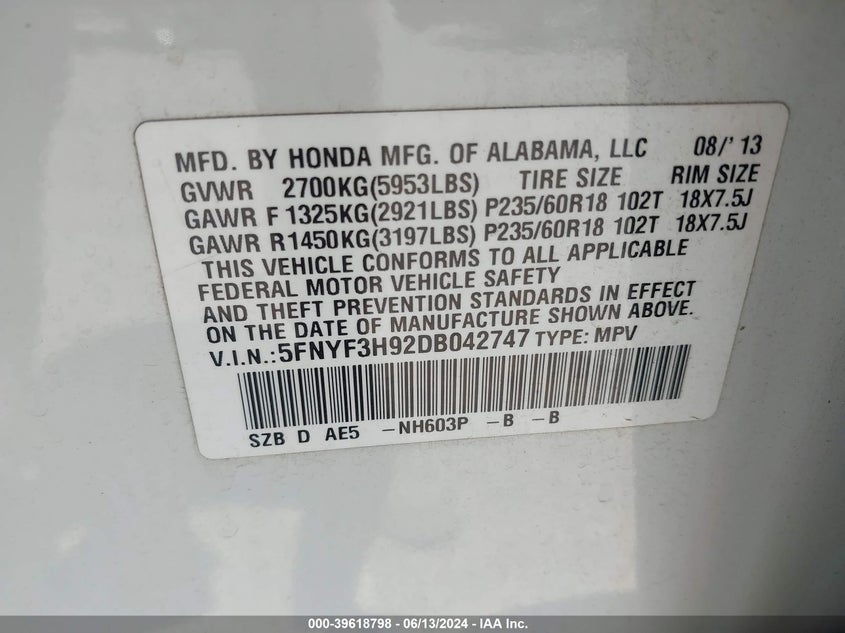 MFD. BY HONDA MFG. OF ALABAMA, LLC 08/' 13
GVWR 2700KG(5953LBS) TIRE SIZE RIM SIZE
GAWR F 1325KG(2921LBS) P235/60R18 102T 18X7.5J
GAWR R1450KG(3197LBS) P235/60R18 102T 18X7.5J
THIS VEHICLE CONFORMS TO ALL APPLICABLE
FEDERAL MOTOR VEHICLE SAFETY
AND THEFT PREVENTION STANDARDS IN EFFECT
ON THE DATE OF MANUFACTURE SHOWN ABOVE.
V.I.N.:5FNYF3H92DB042747 TYPE: MPV
SZB D AE5 -NH603P -B -B
000-39618798 - 06/13/2024 - IAA Inc.